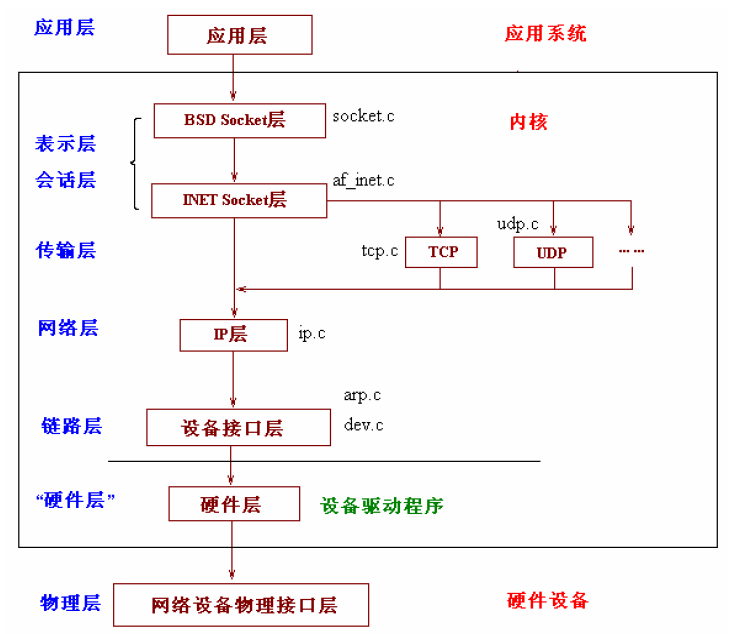 应用层
应用层
应用系统
BSD Socket层
socket.c
内核
表示层
会话层
INET Socket层
af_inet.c
udp.c
传输层
tcp.c
TCP
UDP
... ...
网络层
IP层
ip.c
arp.c
链路层
设备接口层
dev.c
“硬件层”
硬件层
设备驱动程序
物理层
网络设备物理接口层
硬件设备